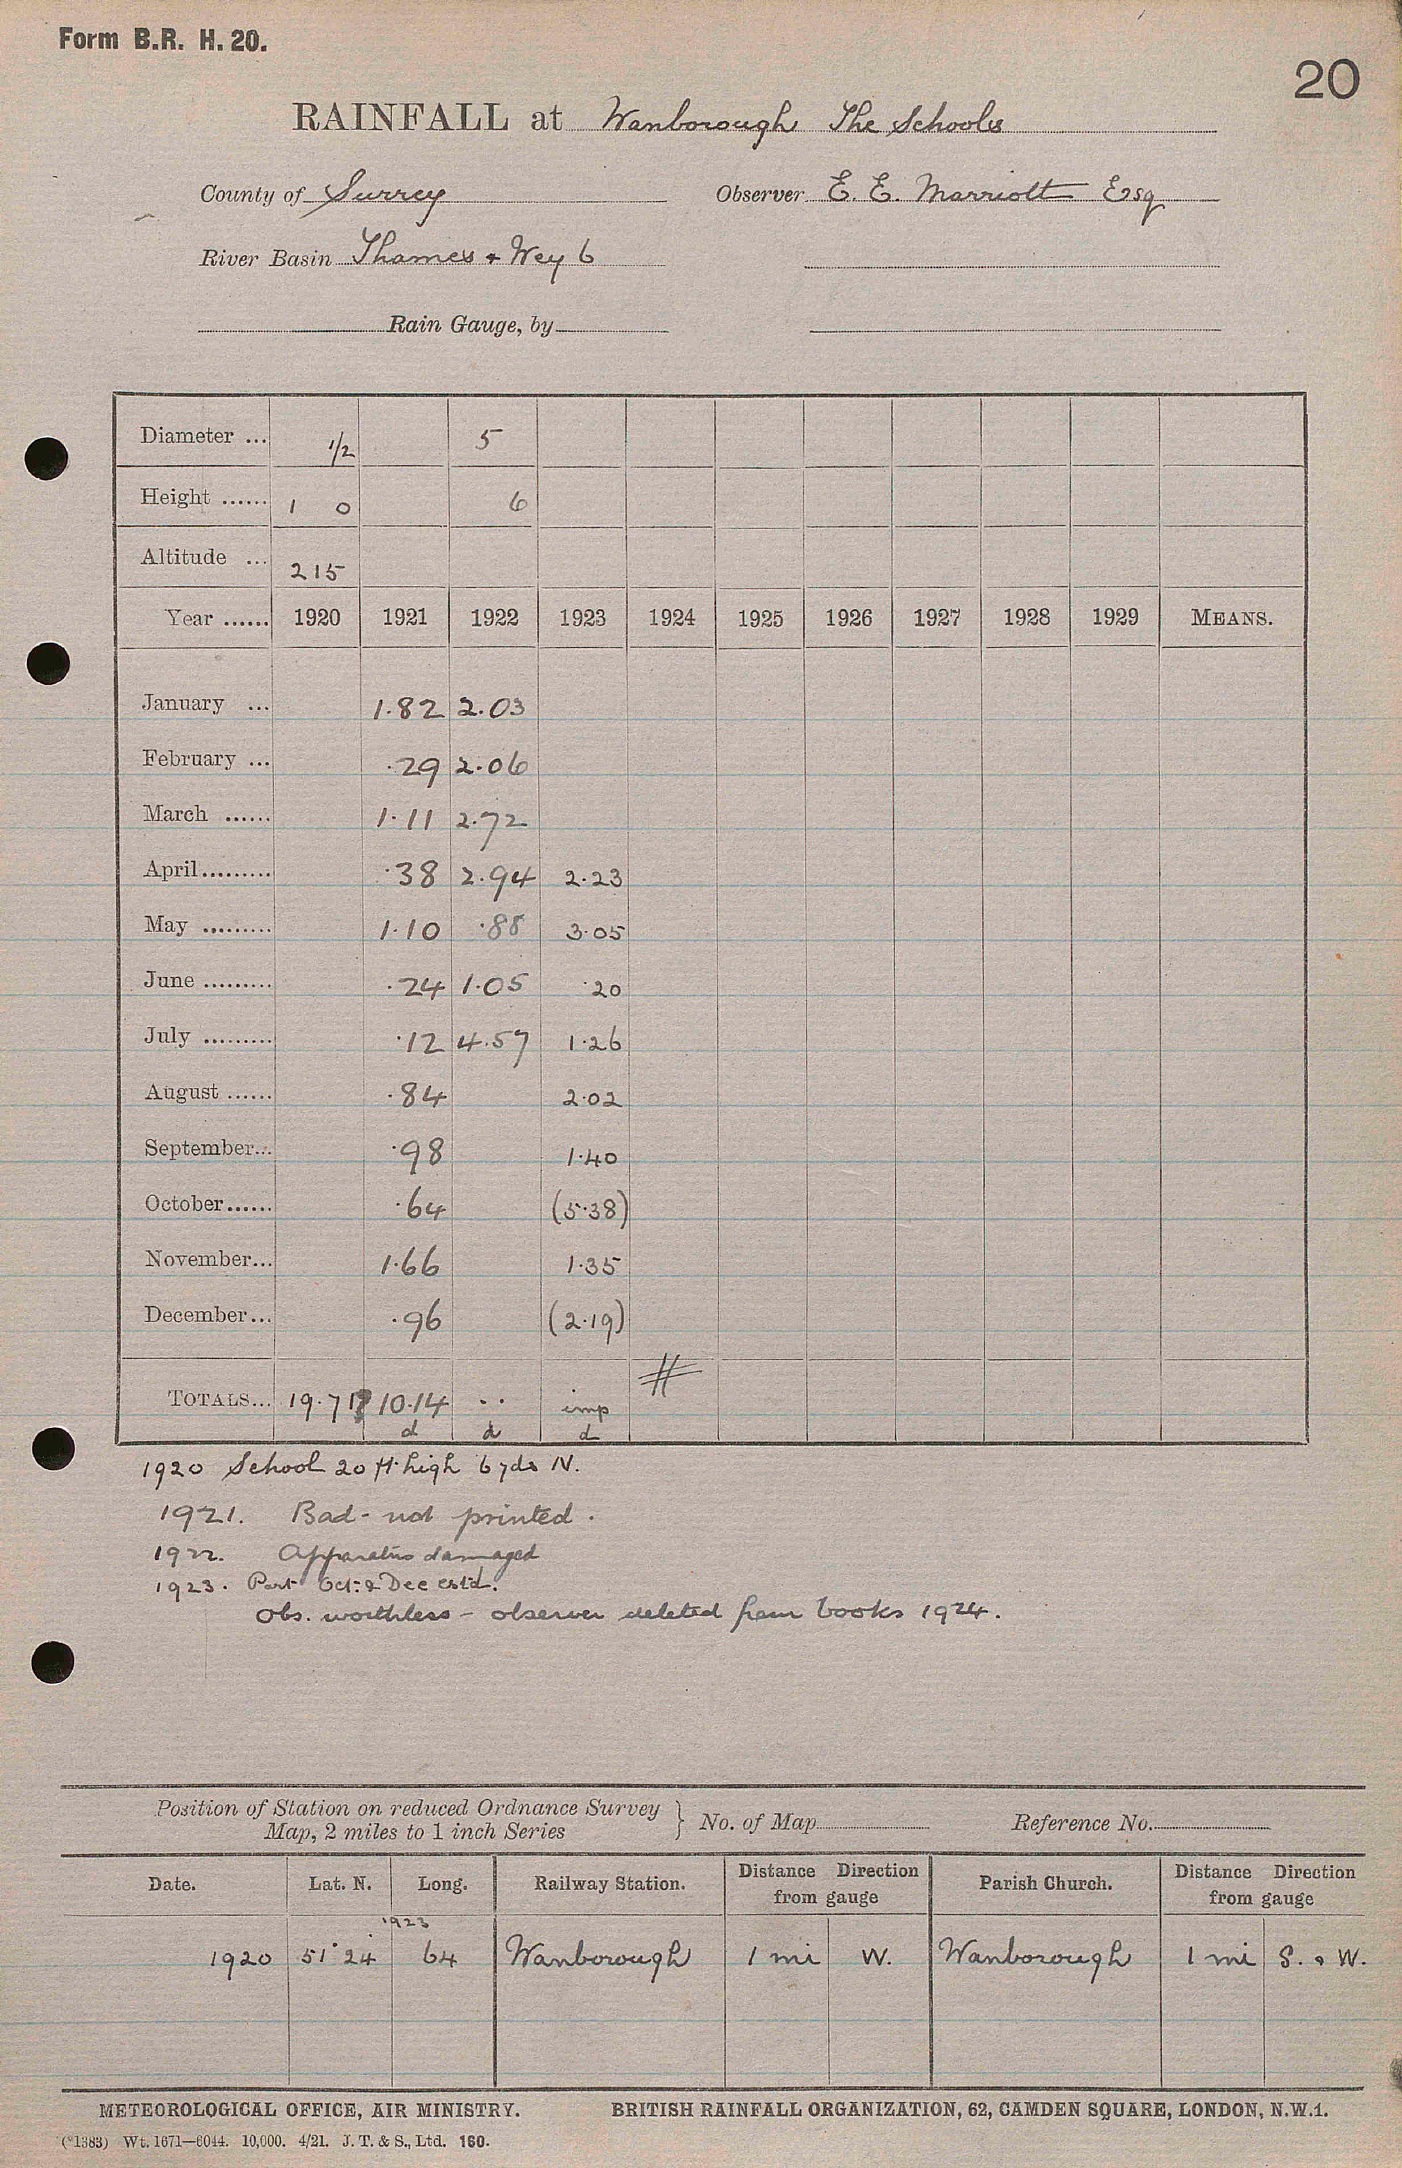 Form B.R. H. 20.
20
RAINFALL at Wanborough The Schools
County of Surrey Observer E. E. Marriott Esq
River Basin Thames & Wey 6
Rain Gauge, by
Diameter ... 1/2 5
Height ...... 1 0 6
Altitude ... 215
Year ...... 1920 1921 1922 1923 1924 1925 1926 1927 1928 1929 MEANS.
January ... 1.82 2.03
February ... .29 2.06
March ...... 1.11 2.72
April ......... .38 2.94 2.23
May ......... 1.10 .88 3.05
June ......... .24 1.05 .20
July ......... .12 4.57 1.26
August ...... .84 2.02
September... .98 1.40
October ...... .64 (5.38)
November... 1.66 1.35
December... .96 (2.19)
TOTALS... 19.71? 10.14 .. imp #
d d d
1920 School 20 ft. high 6 yds N.
1921. Bad - not printed.
1922. Apparatus damaged
1923. Part Oct: & Dec estd.
Obs. worthless - observer deleted from books 1924.
Position of Station on reduced Ordnance Survey
Map, 2 miles to 1 inch Series } No. of Map Reference No.
Date. Lat. N. Long. Railway Station. Distance Direction from gauge Parish Church. Distance Direction from gauge
1923
1920 51° 24 64 Wanborough 1 mi W. Wanborough 1 mi S. & W.
METEOROLOGICAL OFFICE, AIR MINISTRY. BRITISH RAINFALL ORGANIZATION, 62, CAMDEN SQUARE, LONDON, N.W.1.
(*1383) Wt. 1671—6044. 10,000. 4/21. J. T. & S., Ltd. 160.